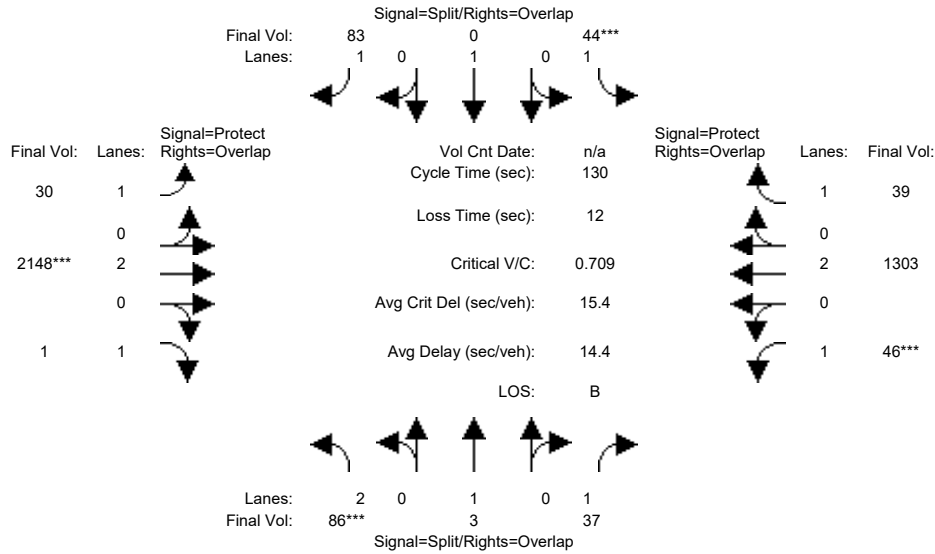 Signal=Split/Rights=Overlap
Final Vol: 83 0 44***
Lanes: 1 0 1 0 1
Signal=Protect Signal=Protect
Final Vol: Lanes: Rights=Overlap Vol Cnt Date: n/a Rights=Overlap Lanes: Final Vol:
Cycle Time (sec): 130
30 1 1 39
Loss Time (sec): 12
0 0
2148*** 2 Critical V/C: 0.709 2 1303
0 Avg Crit Del (sec/veh): 15.4 0
1 1 Avg Delay (sec/veh): 14.4 1 46***
LOS: B
Lanes: 2 0 1 0 1
Final Vol: 86*** 3 37
Signal=Split/Rights=Overlap